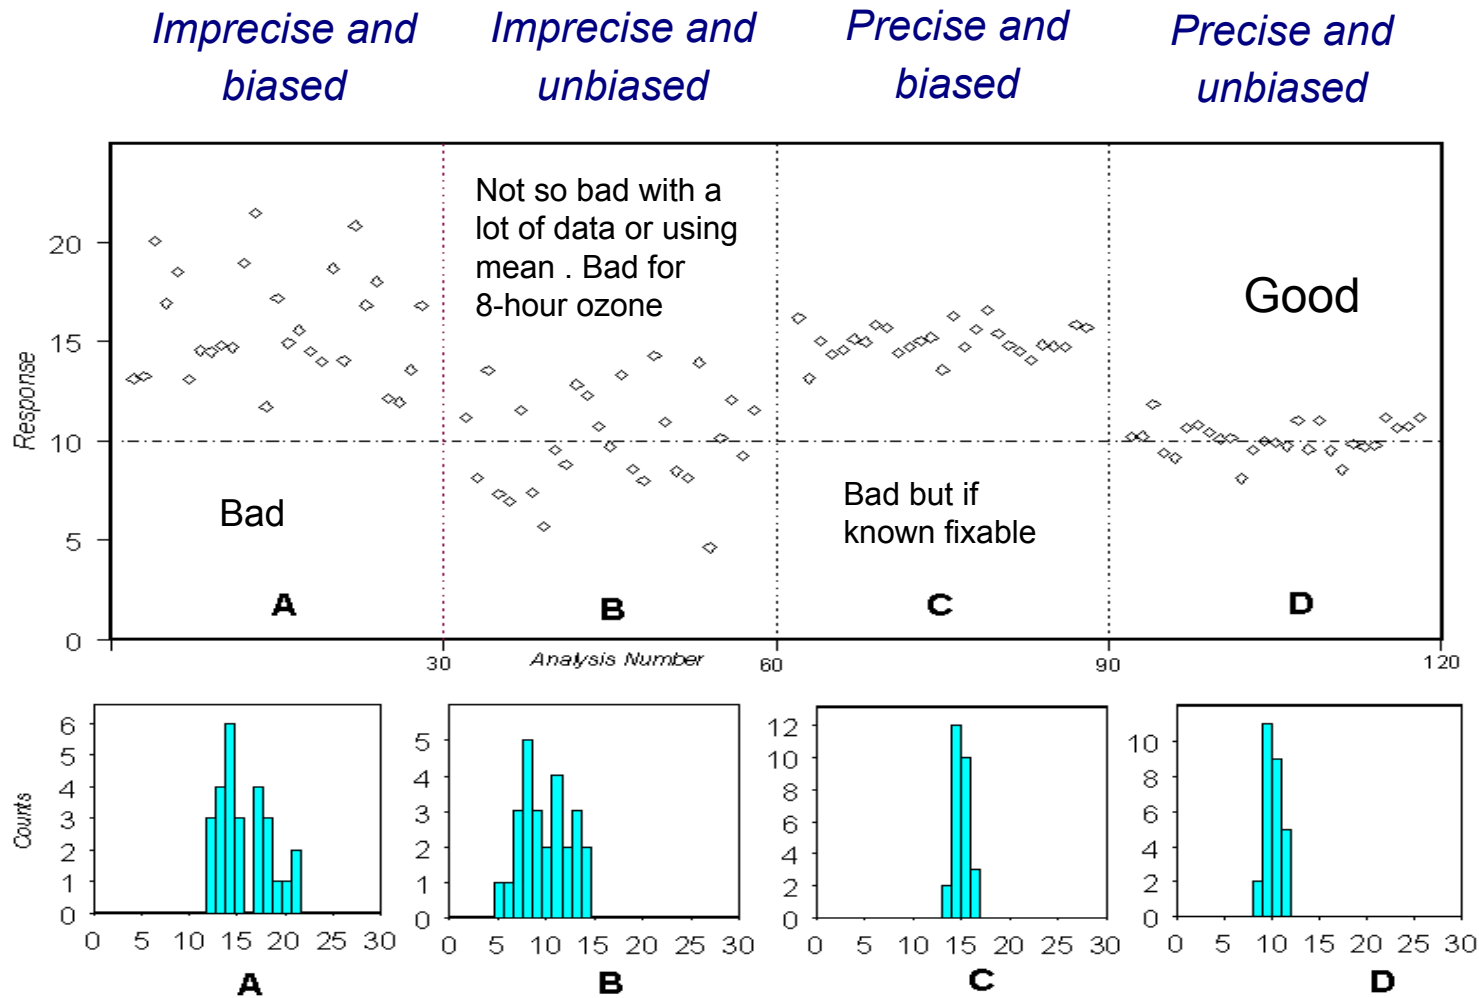 Imprecise and
biased
Imprecise and
unbiased
Precise and
biased
Precise and
unbiased
Response
20
15
10
5
0
Bad
A
Not so bad with a
lot of data or using
mean . Bad for
8-hour ozone
B
Bad but if
known fixable
C
Good
D
30
Analysis Number
60
90
120
Counts
6
5
4
3
2
1
0
0 5 10 15 20 25 30
A
5
4
3
2
1
0
0 5 10 15 20 25 30
B
12
10
8
6
4
2
0
0 5 10 15 20 25 30
C
10
8
6
4
2
0
0 5 10 15 20 25 30
D